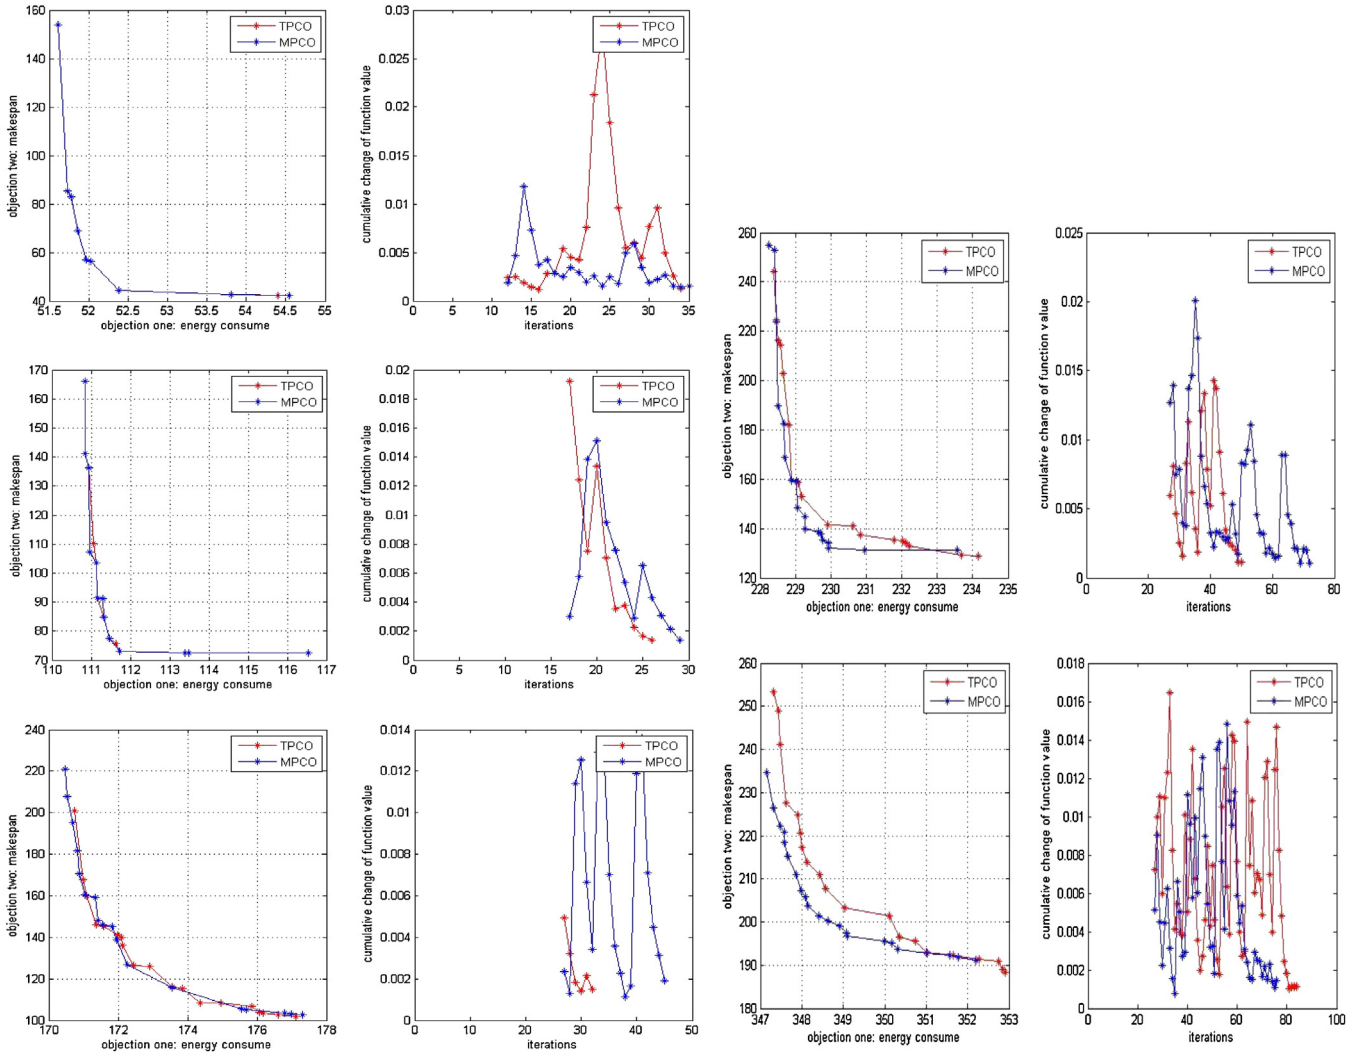 160
140
120
100
80
60
40
51.5 52 52.5 53 53.5 54 54.5 55
objection one: energy consume
objection two: makespan
TPCO
MPCO
0.03
0.025
0.02
0.015
0.01
0.005
0
0 5 10 15 20 25 30 35
iterations
cumulative change of function value
TPCO
MPCO
170
160
150
140
130
120
110
100
90
80
70
110 111 112 113 114 115 116 117
objection one: energy consume
objection two: makespan
TPCO
MPCO
0.02
0.018
0.016
0.014
0.012
0.01
0.008
0.006
0.004
0.002
0
0 5 10 15 20 25 30
iterations
cumulative change of function value
TPCO
MPCO
240
220
200
180
160
140
120
100
170 172 174 176 178
objection one: energy consume
objection two: makespan
TPCO
MPCO
0.014
0.012
0.01
0.008
0.006
0.004
0.002
0
0 10 20 30 40 50
iterations
cumulative change of function value
TPCO
MPCO
260
240
220
200
180
160
140
120
228 229 230 231 232 233 234 235
objection one: energy consume
objection two: makespan
TPCO
MPCO
0.025
0.02
0.015
0.01
0.005
0
0 20 40 60 80
iterations
cumulative change of function value
TPCO
MPCO
260
250
240
230
220
210
200
190
180
347 348 349 350 351 352 353
objection one: energy consume
objection two: makespan
TPCO
MPCO
0.018
0.016
0.014
0.012
0.01
0.008
0.006
0.004
0.002
0
0 20 40 60 80 100
iterations
cumulative change of function value
TPCO
MPCO